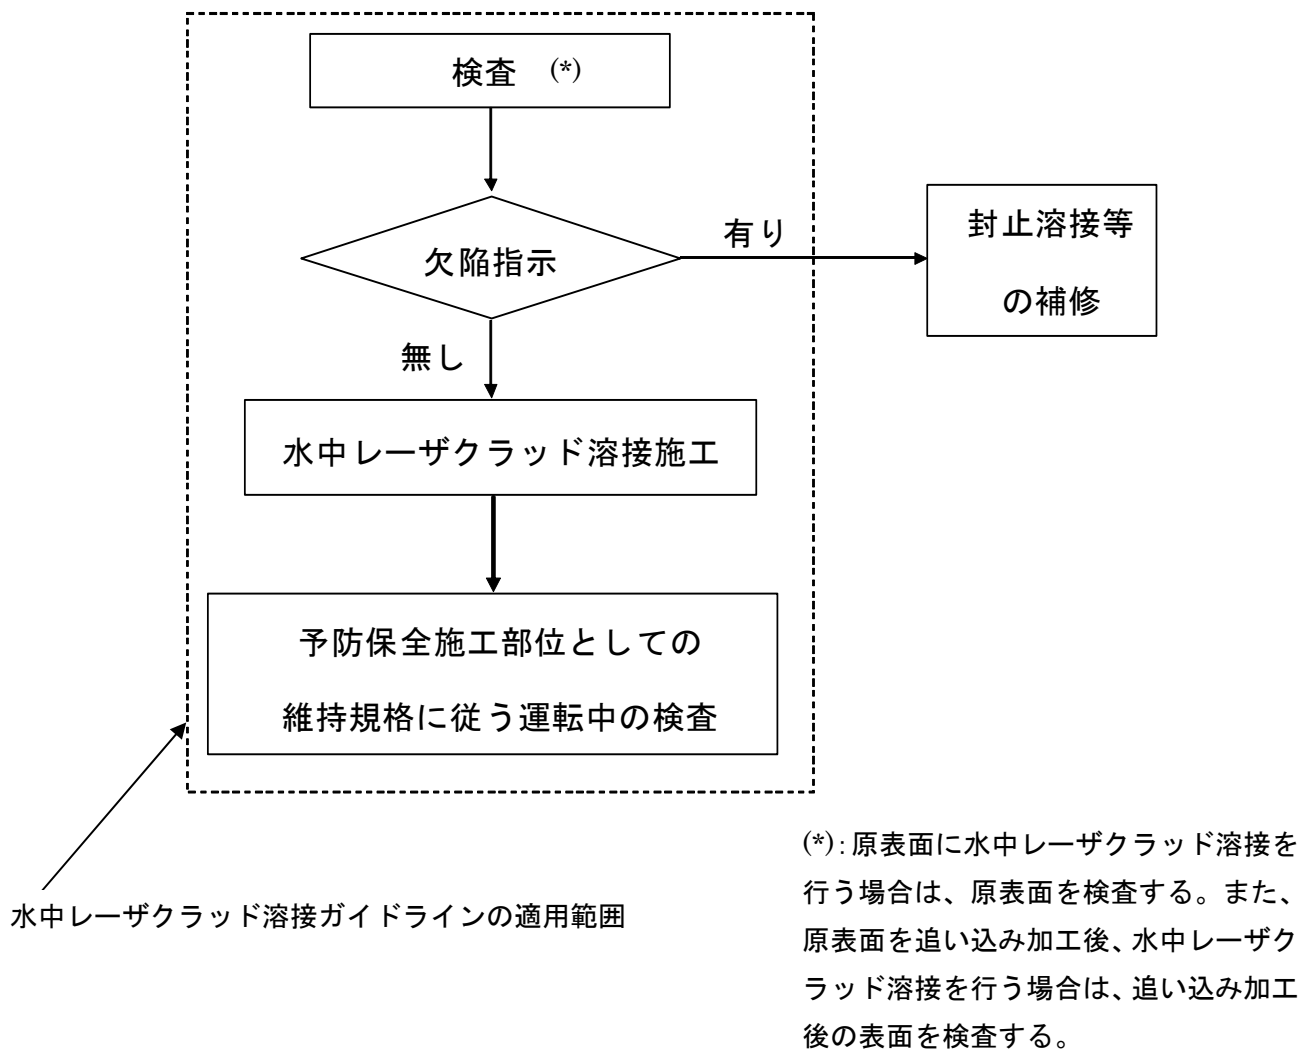 検査 (*)
欠陥指示
有り
封止溶接等
の補修
無し
水中レーザクラッド溶接施工
予防保全施工部位としての
維持規格に従う運転中の検査
水中レーザクラッド溶接ガイドラインの適用範囲
(*):原表面に水中レーザクラッド溶接を
行う場合は、原表面を検査する。また、
原表面を追い込み加工後、水中レーザク
ラッド溶接を行う場合は、追い込み加工
後の表面を検査する。